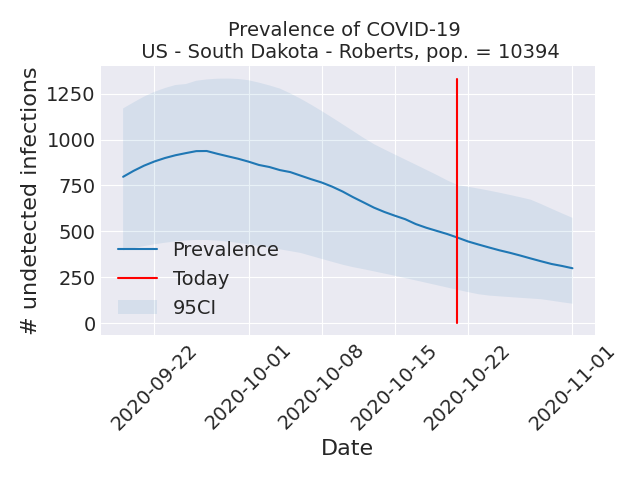 Prevalence of COVID-19
US - South Dakota - Roberts, pop. = 10394
# undetected infections
1250
1000
750
500
250
0
Prevalence
Today
95CI
2020-09-22
2020-10-01
2020-10-08
2020-10-15
2020-10-22
2020-11-01
Date